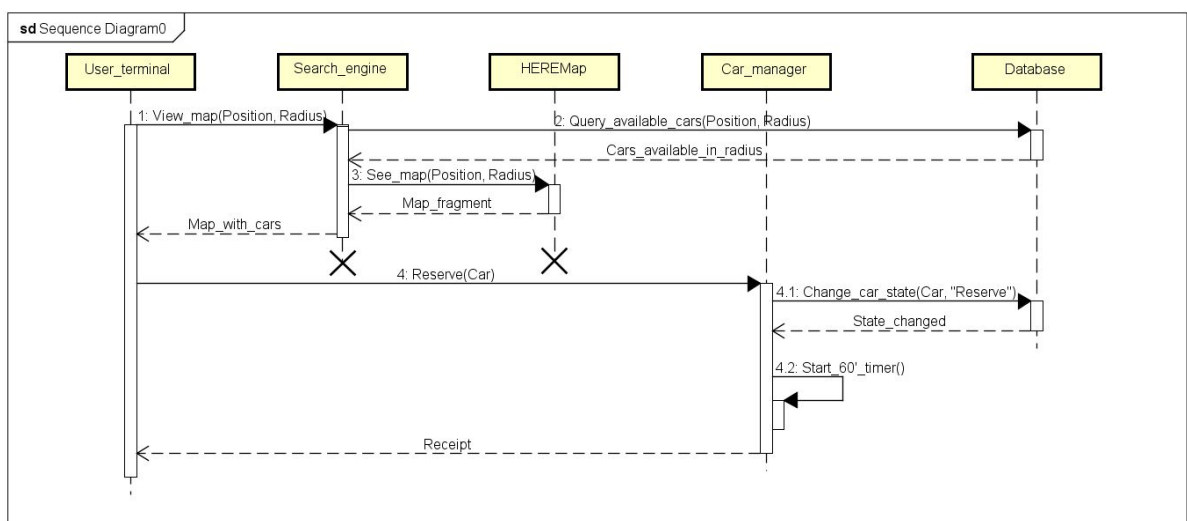 sd Sequence Diagram0
User_terminal
Search_engine
HEREMap
Car_manager
Database
1: View_map(Position, Radius)
2: Query_available_cars(Position, Radius)
Cars_available_in_radius
3: See_map(Position, Radius)
Map_fragment
Map_with_cars
4: Reserve(Car)
4.1: Change_car_state(Car, "Reserve")
State_changed
4.2: Start_60'_timer()
Receipt